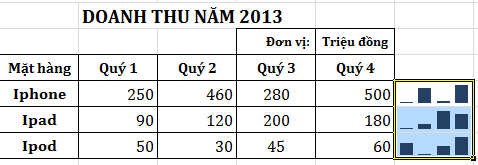 DOANH THU NĂM 2013
Đơn vị: Triệu đồng
Mặt hàng Quý 1 Quý 2 Quý 3 Quý 4
Iphone 250 460 280 500
Ipad 90 120 200 180
Ipod 50 30 45 60